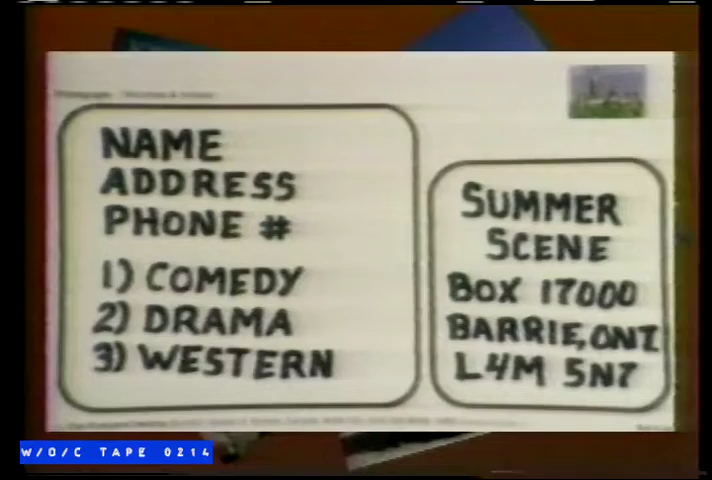 NAME
ADDRESS
PHONE #
1) COMEDY
2) DRAMA
3) WESTERN
SUMMER
SCENE
BOX 17000
BARRIE, ONT.
L4M 5N7
W/O/C TAPE 0214